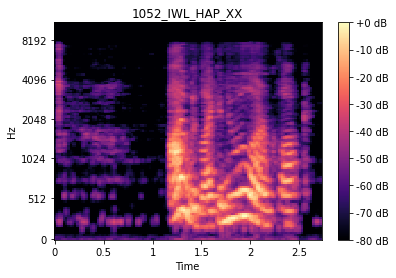 1052_IWL_HAP_XX
+0 dB
8192
-10 dB
4096
-20 dB
-30 dB
2048
Hz
-40 dB
1024
-50 dB
512
-60 dB
-70 dB
0
-80 dB
0 0.5 1 1.5 2 2.5
Time